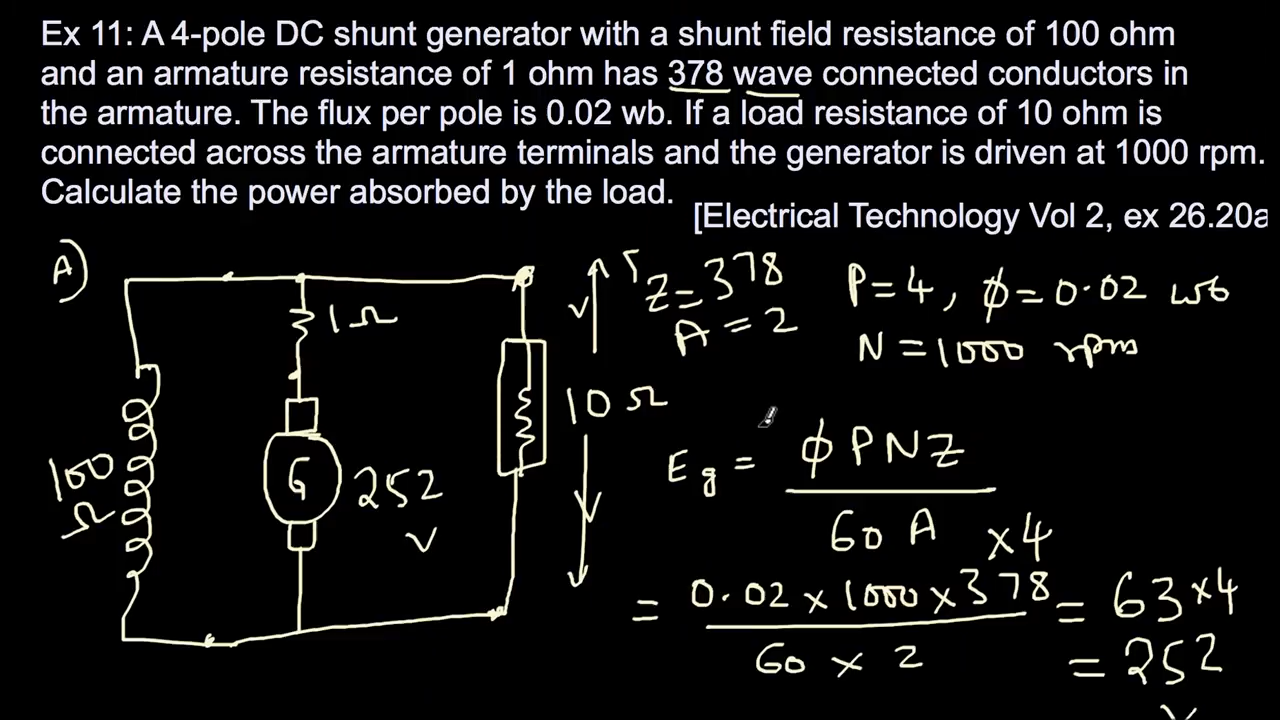 Ex 11: A 4-pole DC shunt generator with a shunt field resistance of 100 ohm
and an armature resistance of 1 ohm has 378 wave connected conductors in
the armature. The flux per pole is 0.02 wb. If a load resistance of 10 ohm is
connected across the armature terminals and the generator is driven at 1000 rpm.
Calculate the power absorbed by the load.
[Electrical Technology Vol 2, ex 26.20a
A)
1Ω
100
Ω
G
252
V
V
10 Ω
Z = 378
A = 2
P = 4, ϕ = 0.02 wb
N = 1000 rpm
Eg = ϕ P N Z
60 A
×4
= 0.02 × 1000 × 378
60 × 2
= 63 ×4
= 252
V